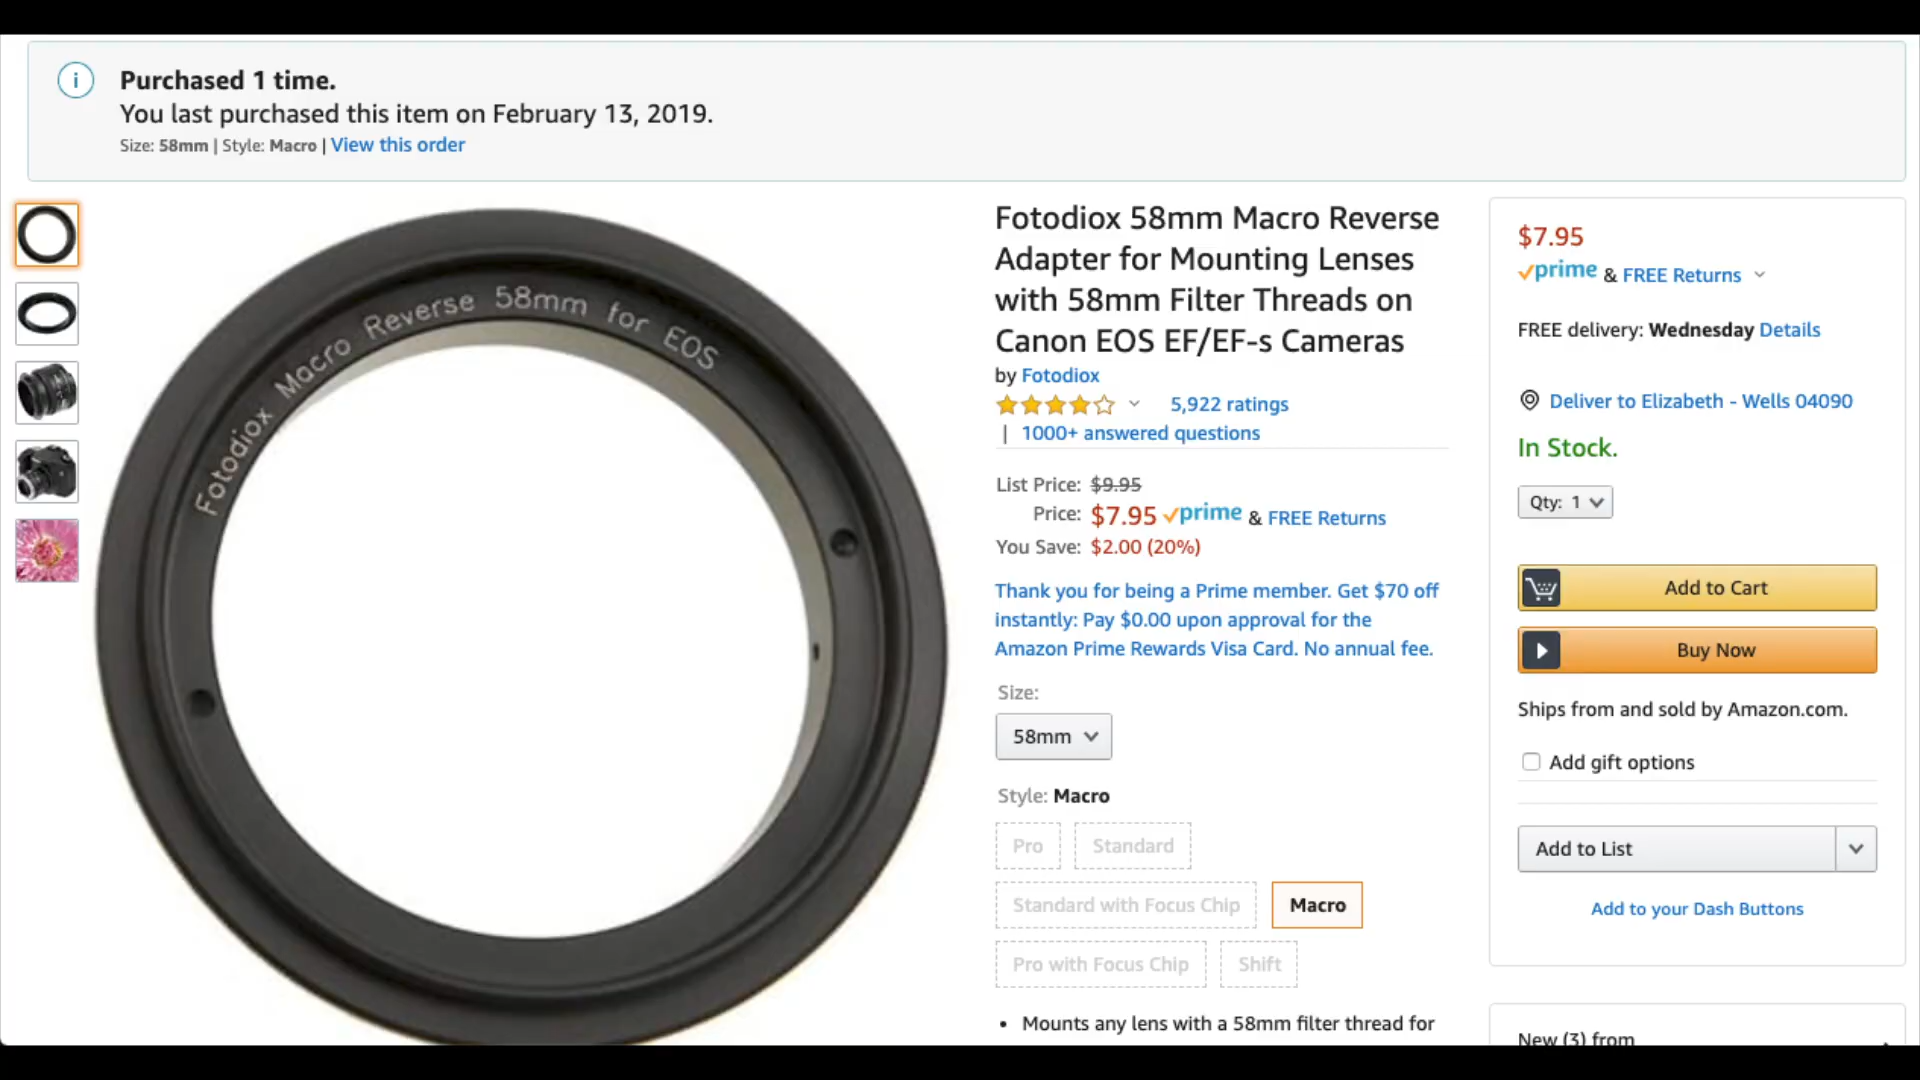 Purchased 1 time.
You last purchased this item on February 13, 2019.
Size: 58mm | Style: Macro | View this order
Fotodiox Macro Reverse 58mm for EOS
Fotodiox 58mm Macro Reverse
Adapter for Mounting Lenses
with 58mm Filter Threads on
Canon EOS EF/EF-s Cameras
by Fotodiox
5,922 ratings
| 1000+ answered questions
List Price: $9.95
Price: $7.95 prime & FREE Returns
You Save: $2.00 (20%)
Thank you for being a Prime member. Get $70 off
instantly: Pay $0.00 upon approval for the
Amazon Prime Rewards Visa Card. No annual fee.
Size:
58mm
Style: Macro
Pro
Standard
Standard with Focus Chip
Macro
Pro with Focus Chip
Shift
• Mounts any lens with a 58mm filter thread for
$7.95
prime & FREE Returns
FREE delivery: Wednesday Details
Deliver to Elizabeth - Wells 04090
In Stock.
Qty: 1
Add to Cart
Buy Now
Ships from and sold by Amazon.com.
Add gift options
Add to List
Add to your Dash Buttons
New (3) from